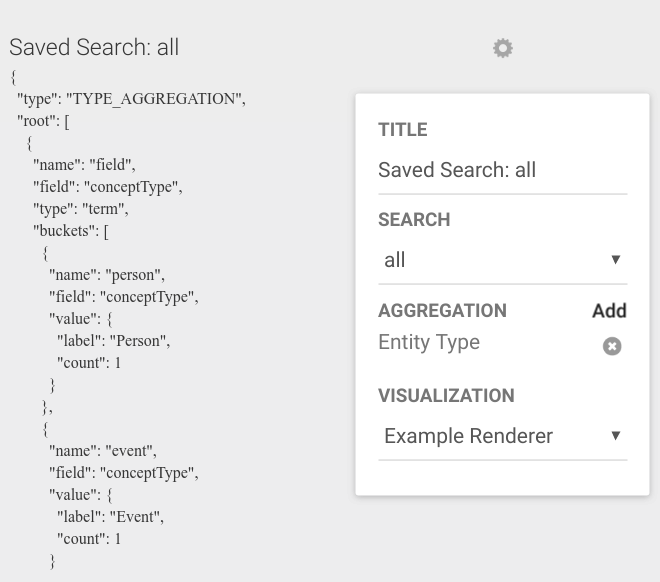 Saved Search: all
{
"type": "TYPE_AGGREGATION",
"root": [
{
"name": "field",
"field": "conceptType",
"type": "term",
"buckets": [
{
"name": "person",
"field": "conceptType",
"value": {
"label": "Person",
"count": 1
}
},
{
"name": "event",
"field": "conceptType",
"value": {
"label": "Event",
"count": 1
}
TITLE
Saved Search: all
SEARCH
all
AGGREGATION Add
Entity Type
VISUALIZATION
Example Renderer